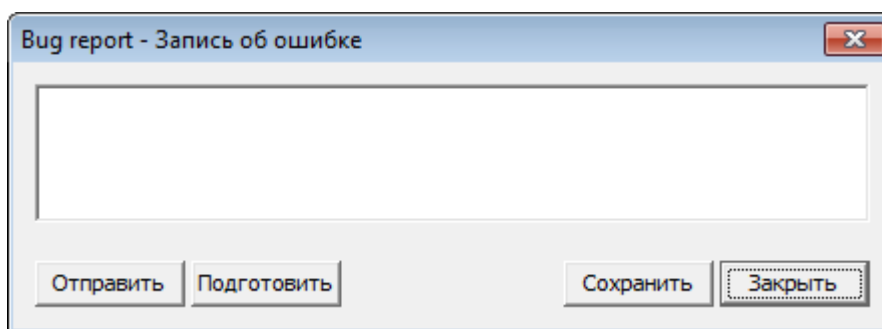 Bug report - Запись об ошибке
Отправить Подготовить Сохранить Закрыть